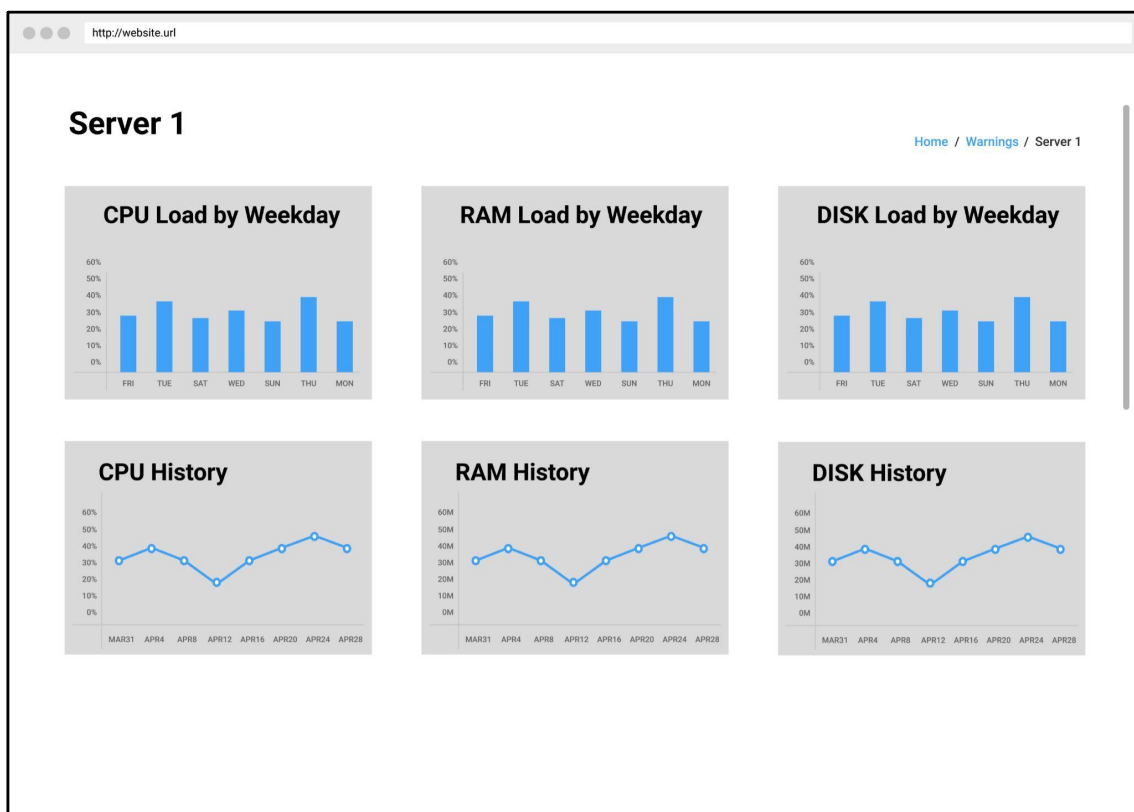 http://website.url
Server 1
Home / Warnings / Server 1
CPU Load by Weekday
60%
50%
40%
30%
20%
10%
0%
FRI TUE SAT WED SUN THU MON
RAM Load by Weekday
60%
50%
40%
30%
20%
10%
0%
FRI TUE SAT WED SUN THU MON
DISK Load by Weekday
60%
50%
40%
30%
20%
10%
0%
FRI TUE SAT WED SUN THU MON
CPU History
60%
50%
40%
30%
20%
10%
0%
MAR31 APR4 APR8 APR12 APR16 APR20 APR24 APR28
RAM History
60M
50M
40M
30M
20M
10M
0M
MAR31 APR4 APR8 APR12 APR16 APR20 APR24 APR28
DISK History
60M
50M
40M
30M
20M
10M
0M
MAR31 APR4 APR8 APR12 APR16 APR20 APR24 APR28